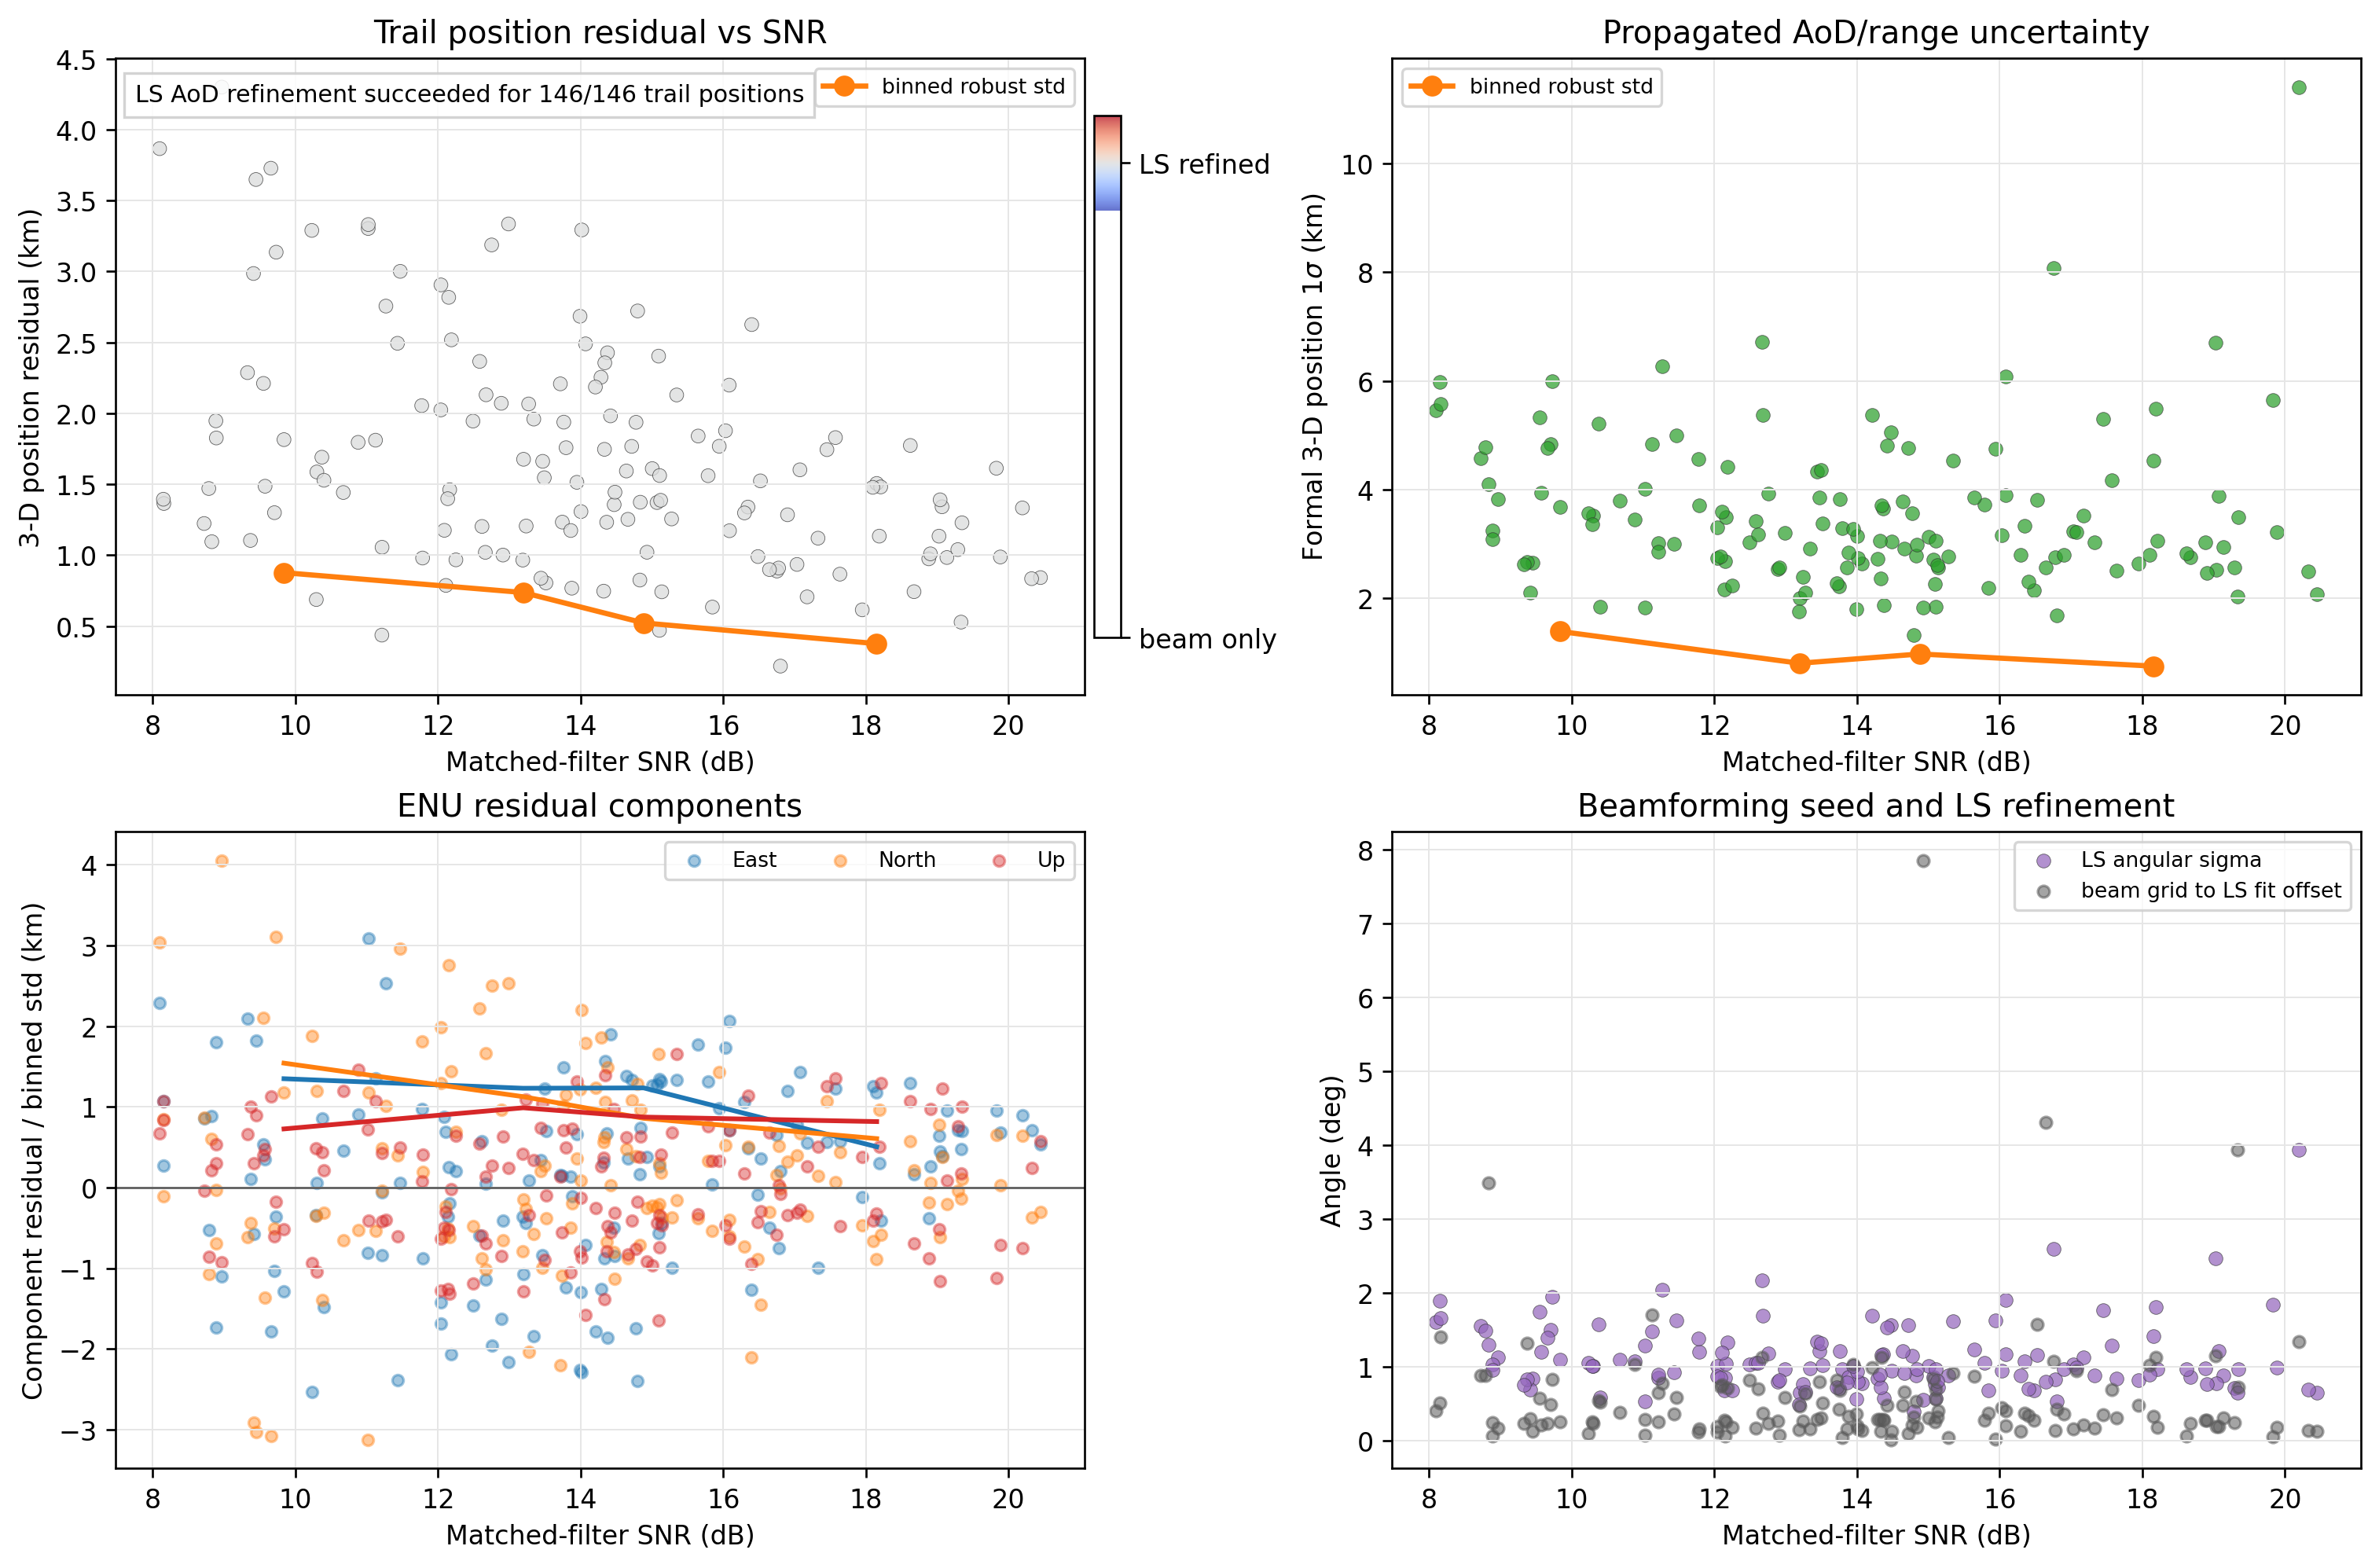 Trail position residual vs SNR
LS AoD refinement succeeded for 146/146 trail positions
binned robust std
3-D position residual (km)
4.5
4.0
3.5
3.0
2.5
2.0
1.5
1.0
0.5
8 10 12 14 16 18 20
Matched-filter SNR (dB)
LS refined
beam only
Propagated AoD/range uncertainty
binned robust std
Formal 3-D position 1σ (km)
10
8
6
4
2
8 10 12 14 16 18 20
Matched-filter SNR (dB)
ENU residual components
East North Up
Component residual / binned std (km)
4
3
2
1
0
−1
−2
−3
8 10 12 14 16 18 20
Matched-filter SNR (dB)
Beamforming seed and LS refinement
LS angular sigma
beam grid to LS fit offset
Angle (deg)
8
7
6
5
4
3
2
1
0
8 10 12 14 16 18 20
Matched-filter SNR (dB)